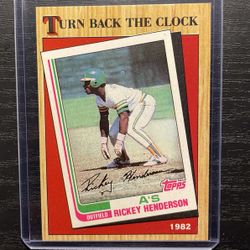 TURN BACK THE CLOCK
Rickey Henderson
Topps
A's
OUTFIELD RICKEY HENDERSON
1982